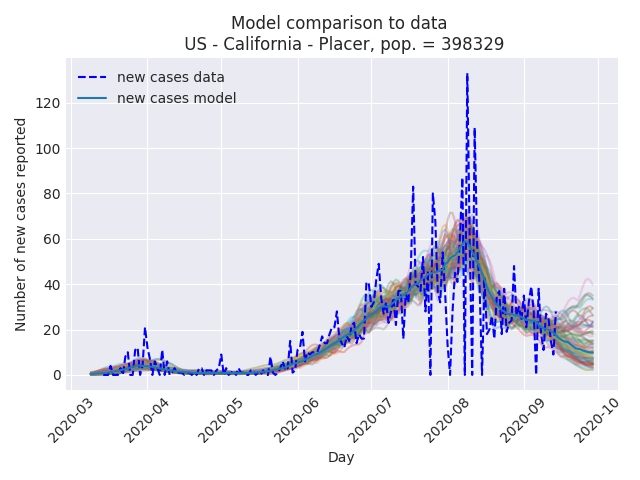 Model comparison to data
US - California - Placer, pop. = 398329
new cases data
new cases model
Number of new cases reported
120
100
80
60
40
20
0
2020-03
2020-04
2020-05
2020-06
2020-07
2020-08
2020-09
2020-10
Day